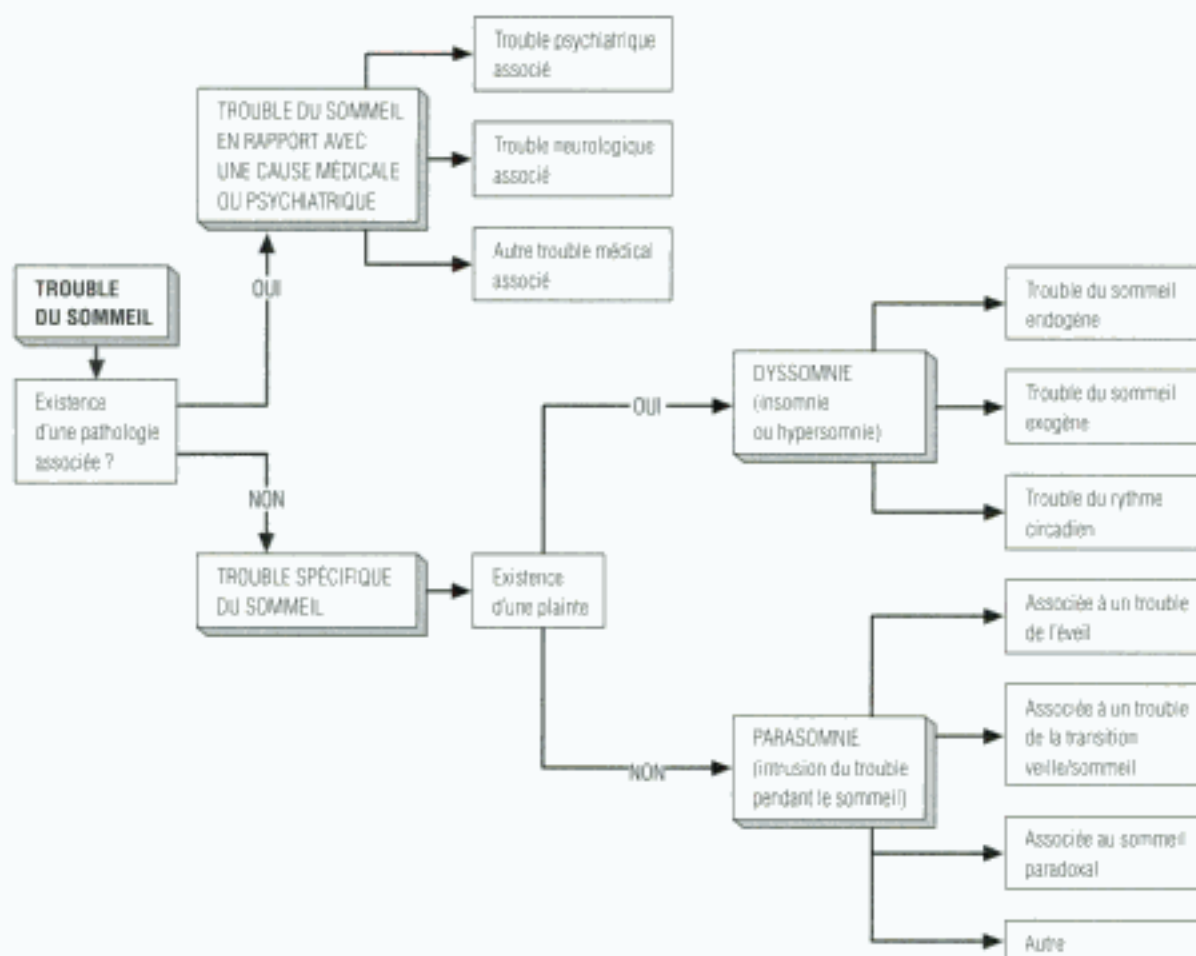 Trouble psychiatrique
associé
TROUBLE DU SOMMEIL
EN RAPPORT AVEC
UNE CAUSE MÉDICALE
OU PSYCHIATRIQUE
Trouble neurologique
associé
Autre trouble médical
associé
OUI
TROUBLE
DU SOMMEIL
Existence
d'une pathologie
associée ?
NON
TROUBLE SPÉCIFIQUE
DU SOMMEIL
Existence
d'une plainte
OUI
DYSSOMNIE
(insomnie
ou hypersomnie)
Trouble du sommeil
endogène
Trouble du sommeil
exogène
Trouble du rythme
circadien
NON
PARASOMNIE
(intrusion du trouble
pendant le sommeil)
Associée à un trouble
de l'éveil
Associée à un trouble
de la transition
veille/sommeil
Associée au sommeil
paradoxal
Autre